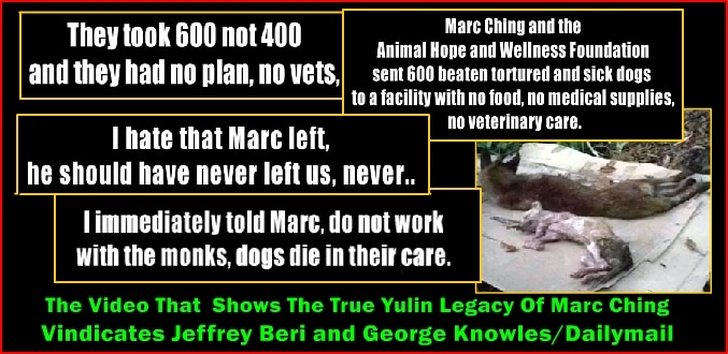 They took 600 not 400
and they had no plan, no vets,
Marc Ching and the
Animal Hope and Wellness Foundation
sent 600 beaten tortured and sick dogs
to a facility with no food, no medical supplies,
no veterinary care.
I hate that Marc left,
he should have never left us, never..
I immediately told Marc, do not work
with the monks, dogs die in their care.
The Video That Shows The True Yulin Legacy Of Marc Ching
Vindicates Jeffrey Beri and George Knowles/Dailymail